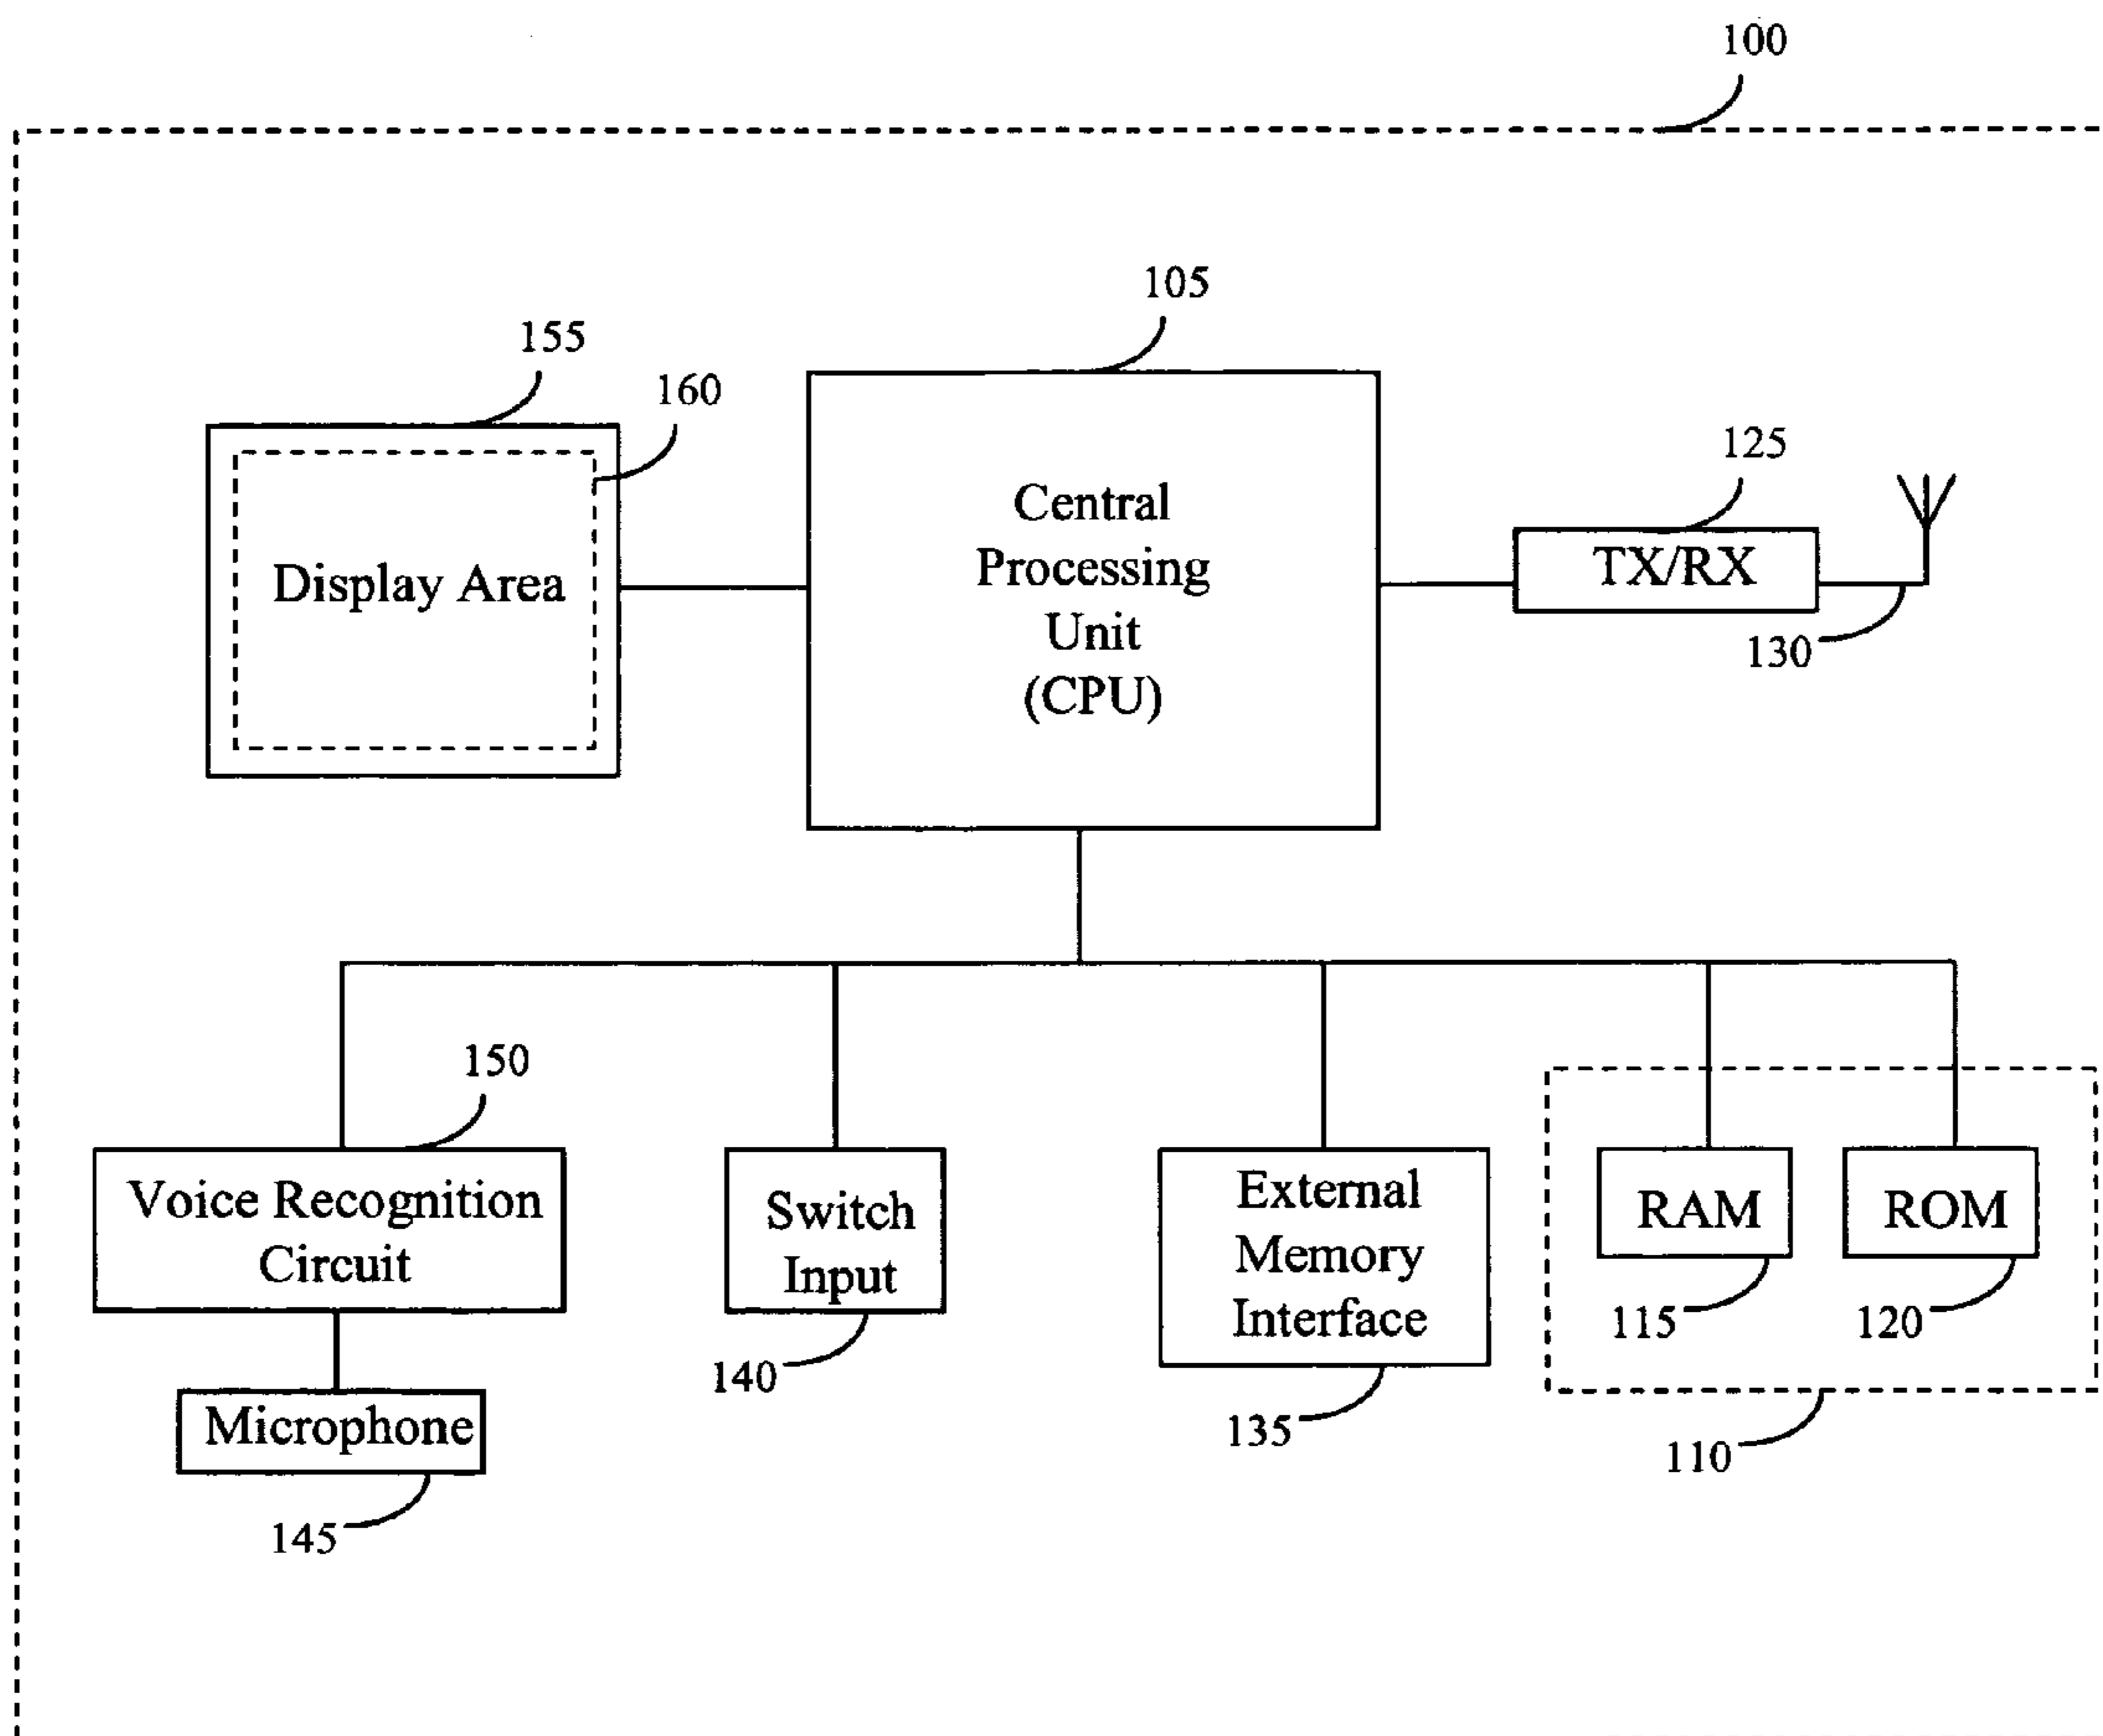 100
105
155
160
125
Central
Processing
Unit
(CPU)
Display Area
TX/RX
130
150
Voice Recognition
Circuit
Switch
Input
External
Memory
Interface
RAM
ROM
115
120
140
135
110
Microphone
145